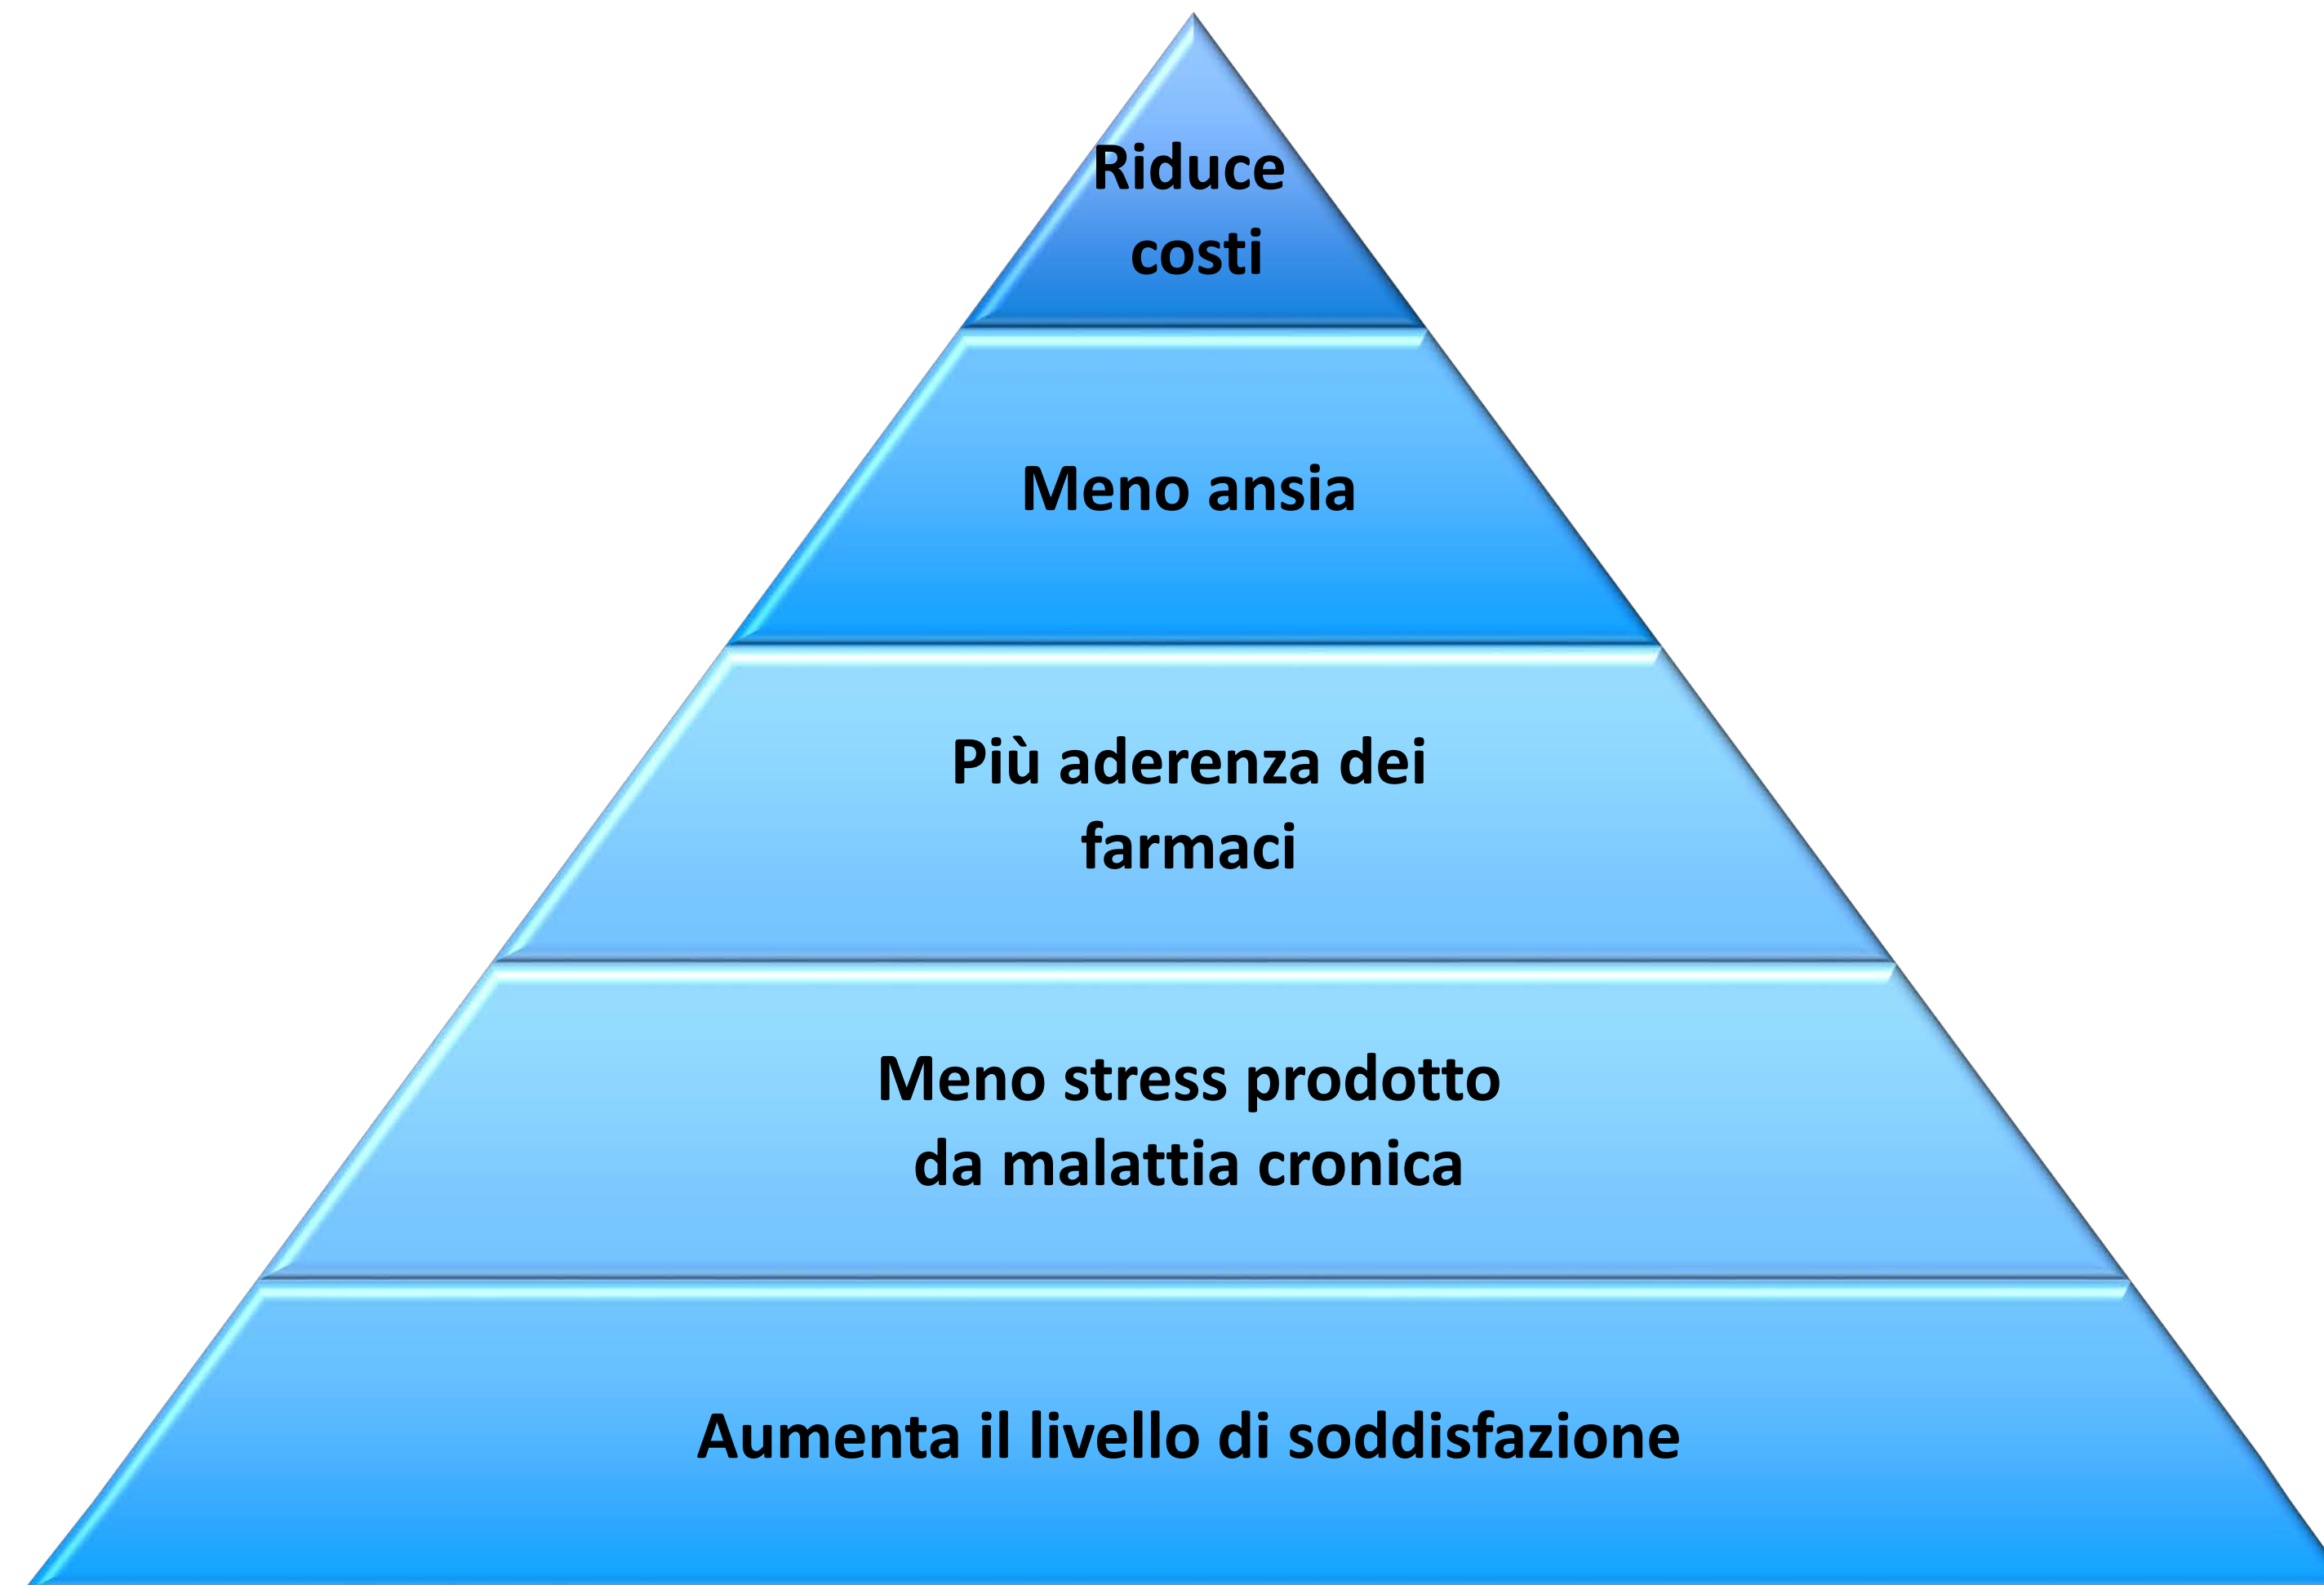 Riduce
costi
Meno ansia
Più aderenza dei
farmaci
Meno stress prodotto
da malattia cronica
Aumenta il livello di soddisfazione